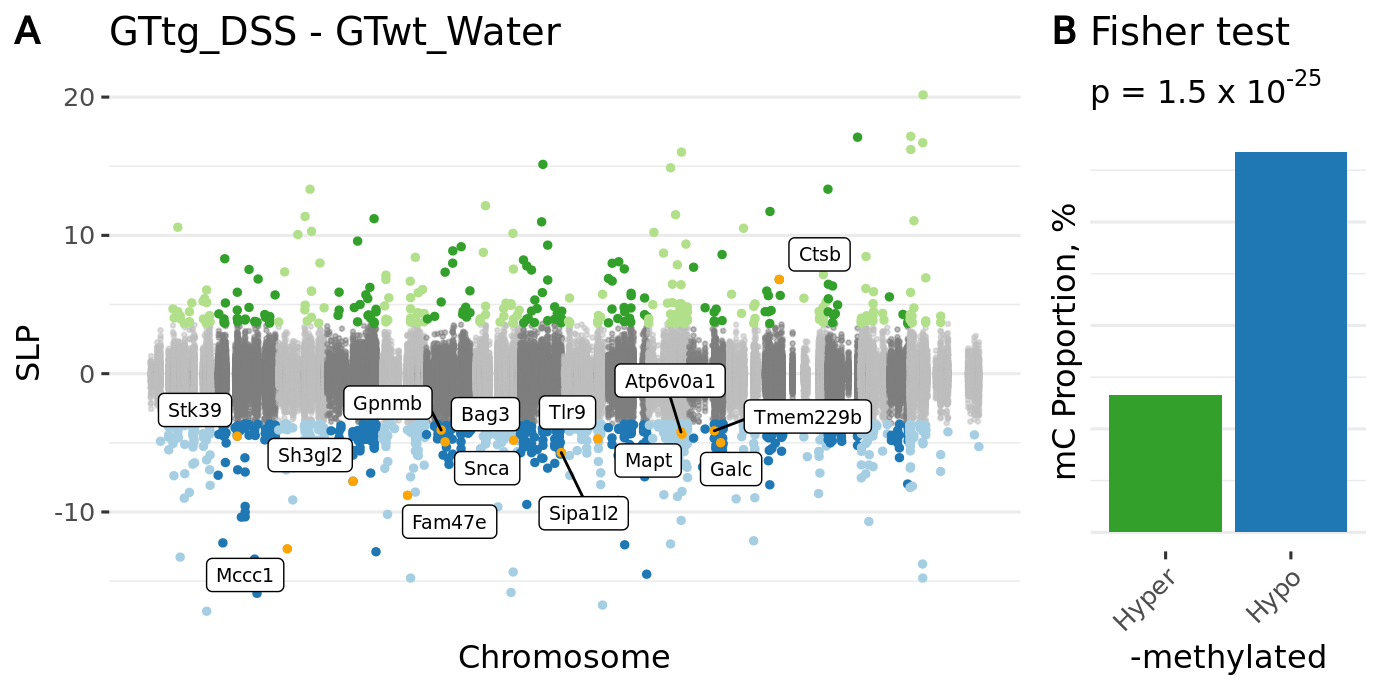 A GTtg_DSS - GTwt_Water
20
10
0
-10
SLP
Ctsb
Atp6v0a1
Stk39
Gpnmb
Bag3
Tlr9
Tmem229b
Sh3gl2
Snca
Mapt
Galc
Fam47e
Sipa1l2
Mccc1
Chromosome
B Fisher test
p = 1.5 x 10-25
mC Proportion, %
Hyper
Hypo
-methylated